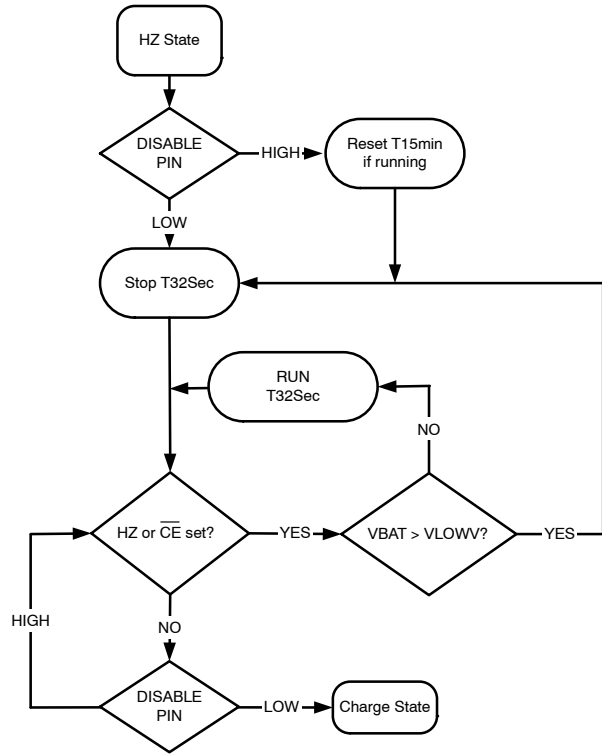 HZ State
DISABLE
PIN
HIGH
Reset T15min
if running
LOW
Stop T32Sec
RUN
T32Sec
NO
HZ or C̅E̅ set?
YES
VBAT > VLOWV?
YES
HIGH
NO
DISABLE
PIN
LOW
Charge State